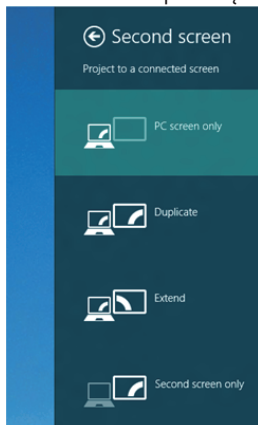 Second screen
Project to a connected screen
PC screen only
Duplicate
Extend
Second screen only